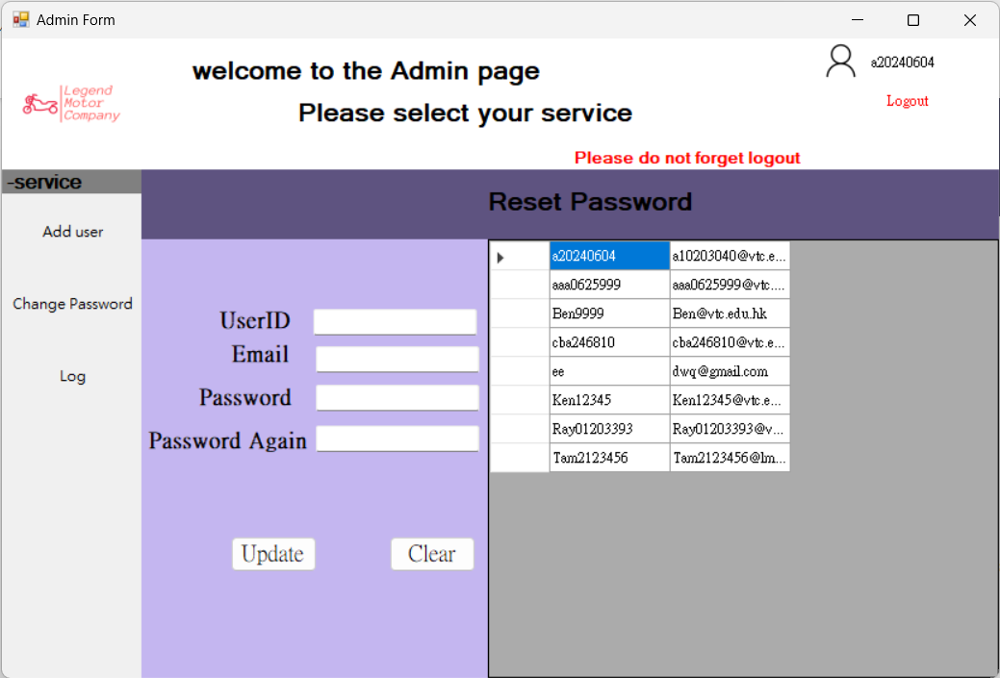 Admin Form
welcome to the Admin page
a20240604
Legend
Motor
Company
Logout
Please select your service
Please do not forget logout
-service
Reset Password
Add user
Change Password
Log
UserID
Email
Password
Password Again
Update
Clear
a20240604 a10203040@vtc.e...
aaa0625999 aaa0625999@vtc....
Ben9999 Ben@vtc.edu.hk
cba246810 cba246810@vtc.e...
ee dwq@gmail.com
Ken12345 Ken12345@vtc.e...
Ray01203393 Ray01203393@v...
Tam2123456 Tam2123456@lm...